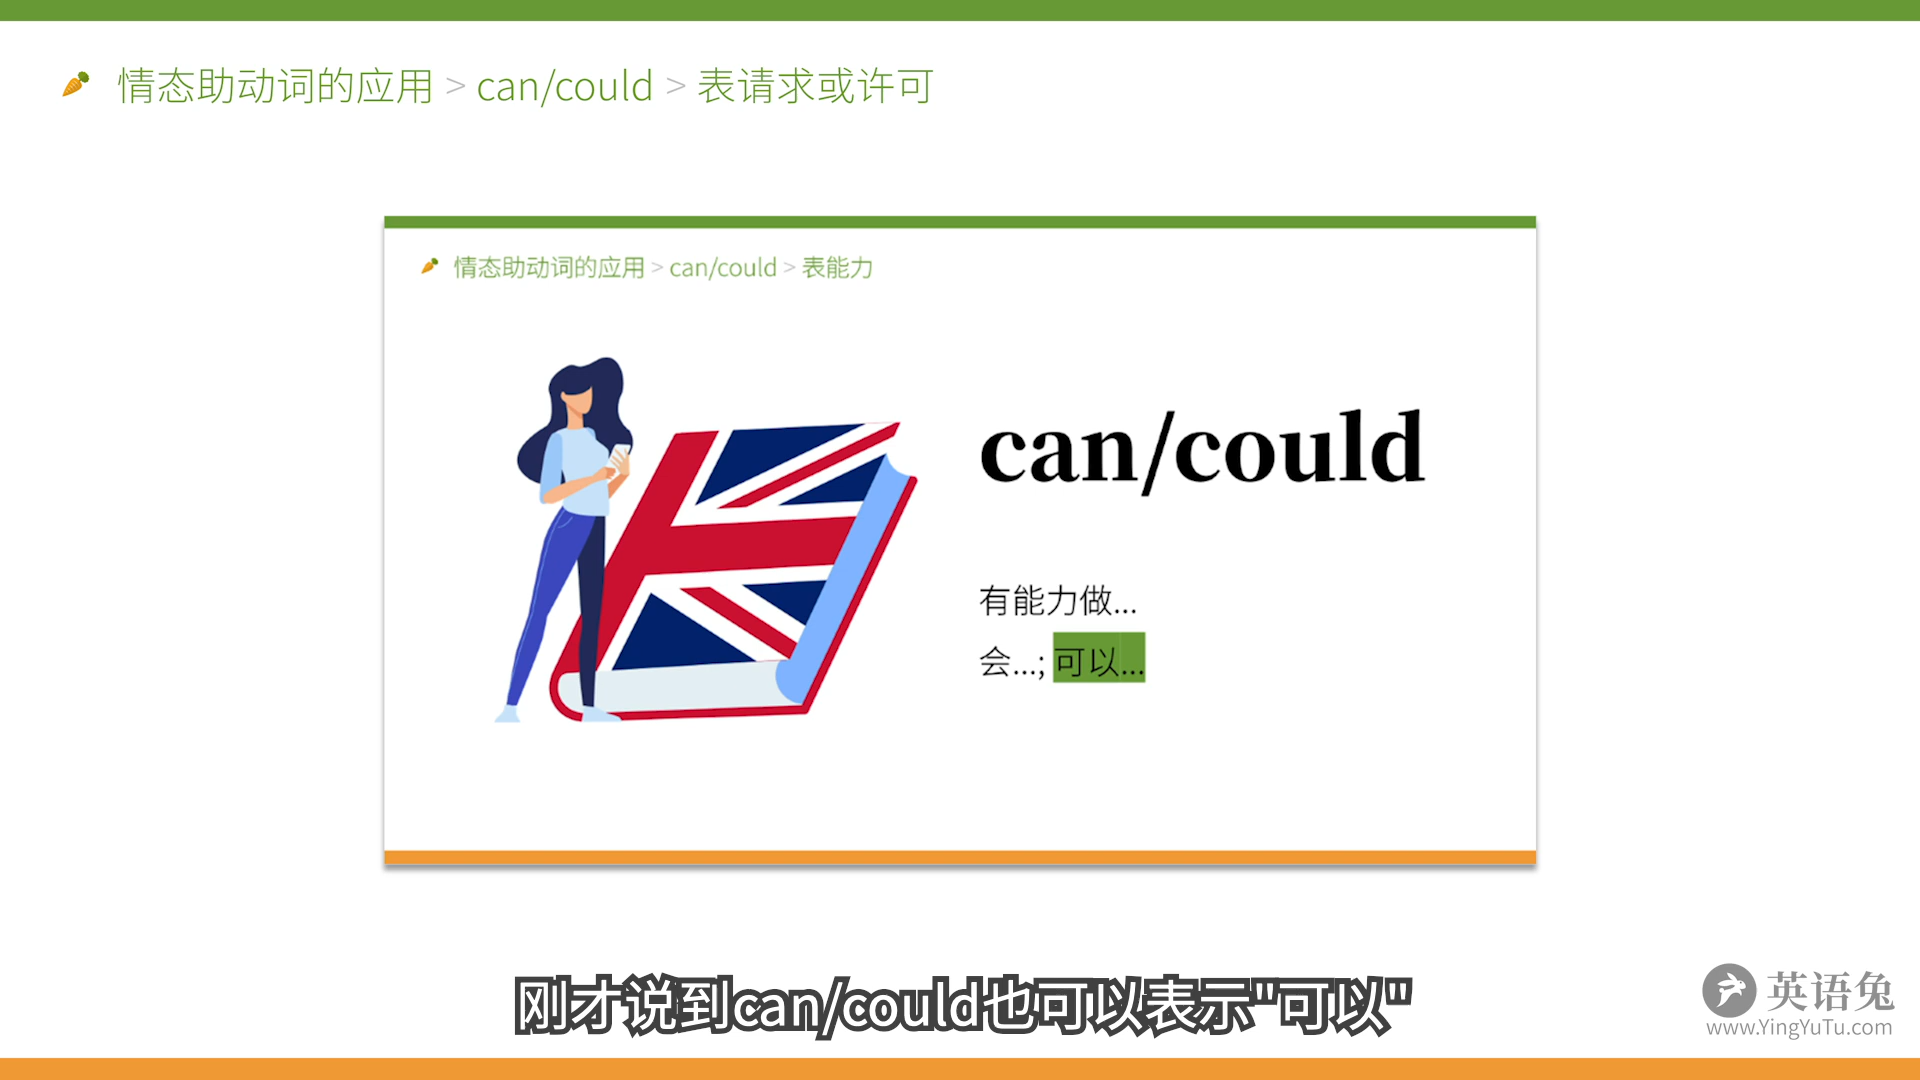 情态助动词的应用 > can/could > 表请求或许可
情态助动词的应用 > can/could > 表能力
can/could
有能力做...
会...; 可以...
刚才说到can/could也可以表示"可以"
英语兔
www.YingYuTu.com